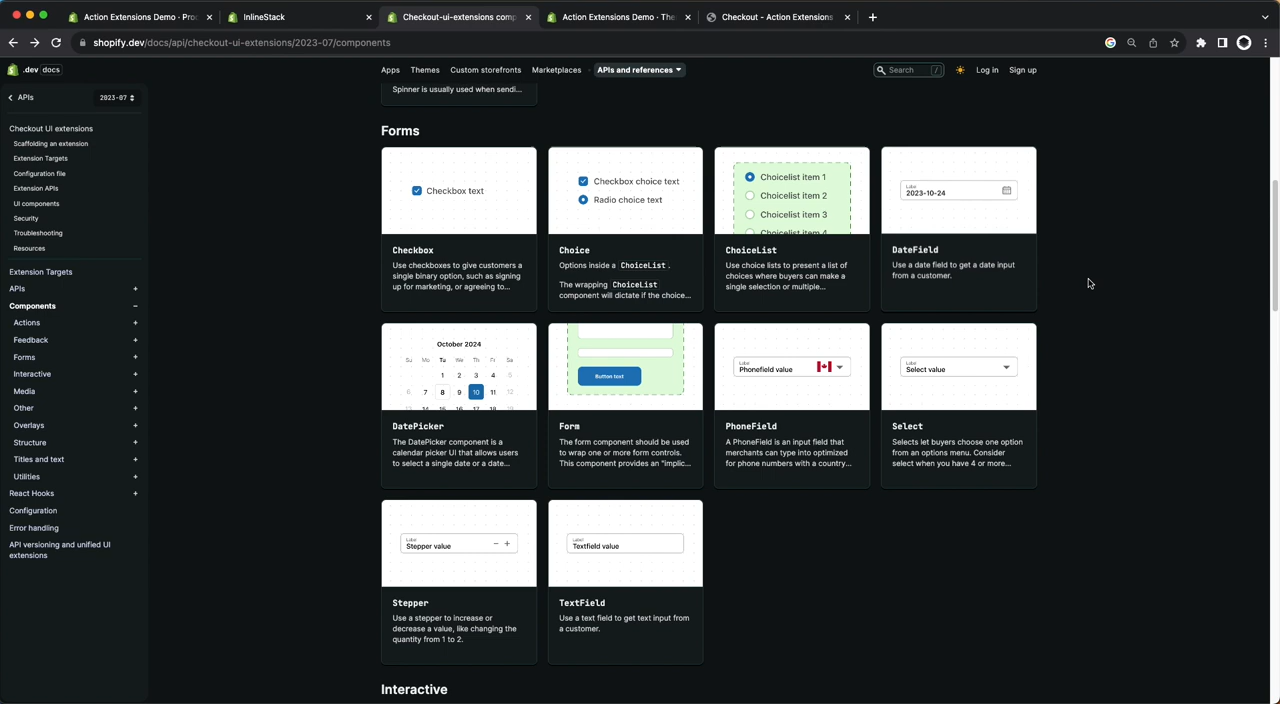 Action Extensions Demo · Pro
InlineStack
Checkout-ui-extensions comp
Action Extensions Demo · The
Checkout - Action Extensions
shopify.dev/docs/api/checkout-ui-extensions/2023-07/components
.dev docs
Apps
Themes
Custom storefronts
Marketplaces
APIs and references
Search /
Log in
Sign up
APIs
2023-07
Checkout UI extensions
Scaffolding an extension
Extension Targets
Configuration file
Extension APIs
UI components
Security
Troubleshooting
Resources
Extension Targets
APIs +
Components −
Actions +
Feedback +
Forms +
Interactive +
Media +
Other +
Overlays +
Structure +
Titles and text +
Utilities +
React Hooks +
Configuration
Error handling
API versioning and unified UI
extensions
Spinner is usually used when sendi...
Forms
Checkbox text
Checkbox
Use checkboxes to give customers a
single binary option, such as signing
up for marketing, or agreeing to...
Checkbox choice text
Radio choice text
Choice
Options inside a ChoiceList .
The wrapping ChoiceList
component will dictate if the choice...
Choicelist item 1
Choicelist item 2
Choicelist item 3
Choicelist item 4
ChoiceList
Use choice lists to present a list of
choices where buyers can make a
single selection or multiple...
Label
2023-10-24
DateField
Use a date field to get a date input
from a customer.
October 2024
Su Mo Tu We Th Fr Sa
1 2 3 4 5
6 7 8 9 10 11 12
13 14 15 16 17 18 19
DatePicker
The DatePicker component is a
calendar picker UI that allows users
to select a single date or a date...
Button text
Form
The form component should be used
to wrap one or more form controls.
This component provides an "implic...
Label
Phonefield value
PhoneField
A PhoneField is an input field that
merchants can type into optimized
for phone numbers with a country...
Label
Select value
Select
Selects let buyers choose one option
from an options menu. Consider
select when you have 4 or more...
Label
Stepper value − +
Stepper
Use a stepper to increase or
decrease a value, like changing the
quantity from 1 to 2.
Label
Textfield value
TextField
Use a text field to get text input from
a customer.
Interactive